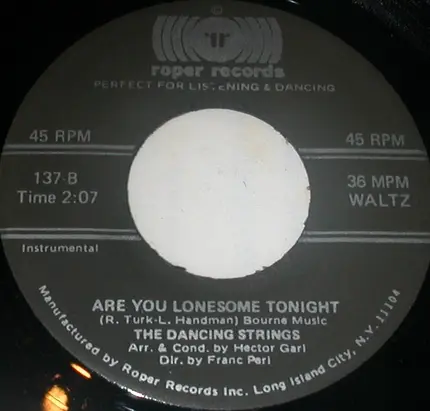 roper records
PERFECT FOR LISTENING & DANCING
45 RPM
45 RPM
137-B
Time 2:07
36 MPM
WALTZ
Instrumental
ARE YOU LONESOME TONIGHT
(R. Turk-L. Handman) Bourne Music
THE DANCING STRINGS
Arr. & Cond. by Hector Garl
Dir. by Franc Peri
Manufactured by Roper Records Inc. Long Island City, N.Y. 11104